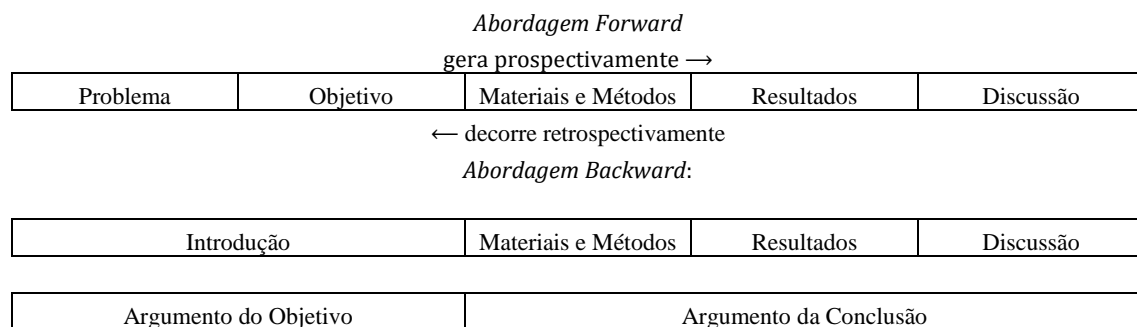 Abordagem Forward
gera prospectivamente ⟶
Problema Objetivo Materiais e Métodos Resultados Discussão
⟵ decorre retrospectivamente
Abordagem Backward:
Introdução Materiais e Métodos Resultados Discussão
Argumento do Objetivo Argumento da Conclusão